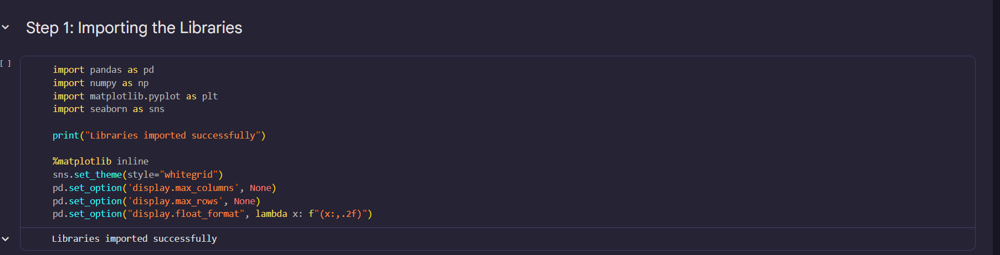 Step 1: Importing the Libraries
[ ]
import pandas as pd
import numpy as np
import matplotlib.pyplot as plt
import seaborn as sns
print("Libraries imported successfully")
%matplotlib inline
sns.set_theme(style="whitegrid")
pd.set_option('display.max_columns', None)
pd.set_option('display.max_rows', None)
pd.set_option("display.float_format", lambda x: f"(x:,.2f)")
Libraries imported successfully